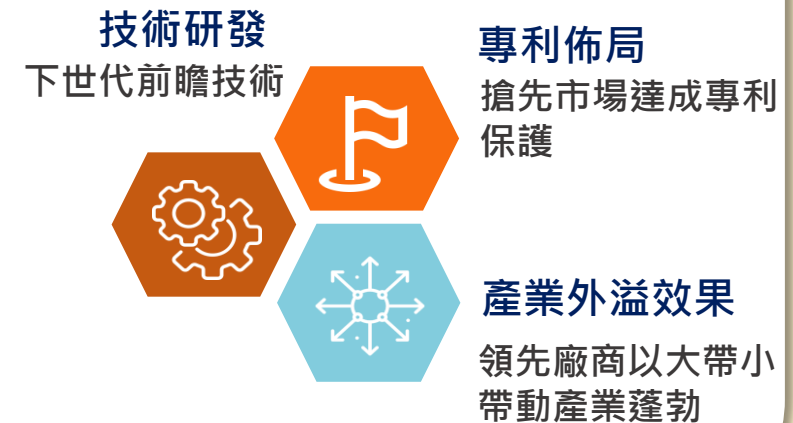 技術研發
下世代前瞻技術
專利佈局
搶先市場達成專利
保護
產業外溢效果
領先廠商以大帶小
帶動產業蓬勃